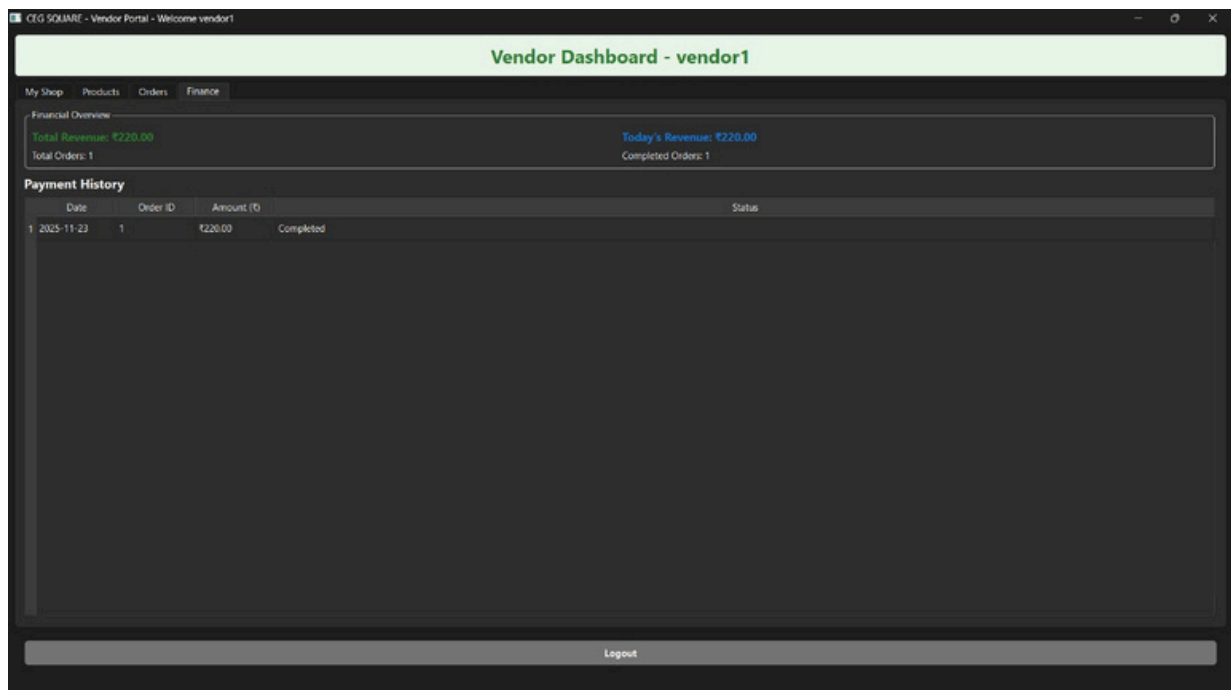 CEG SQUARE - Vendor Portal - Welcome vendor1
Vendor Dashboard - vendor1
My Shop Products Orders Finance
Financial Overview
Total Revenue: ₹220.00 Today's Revenue: ₹220.00
Total Orders: 1 Completed Orders: 1
Payment History
Date Order ID Amount (₹) Status
1 2025-11-23 1 ₹220.00 Completed
Logout